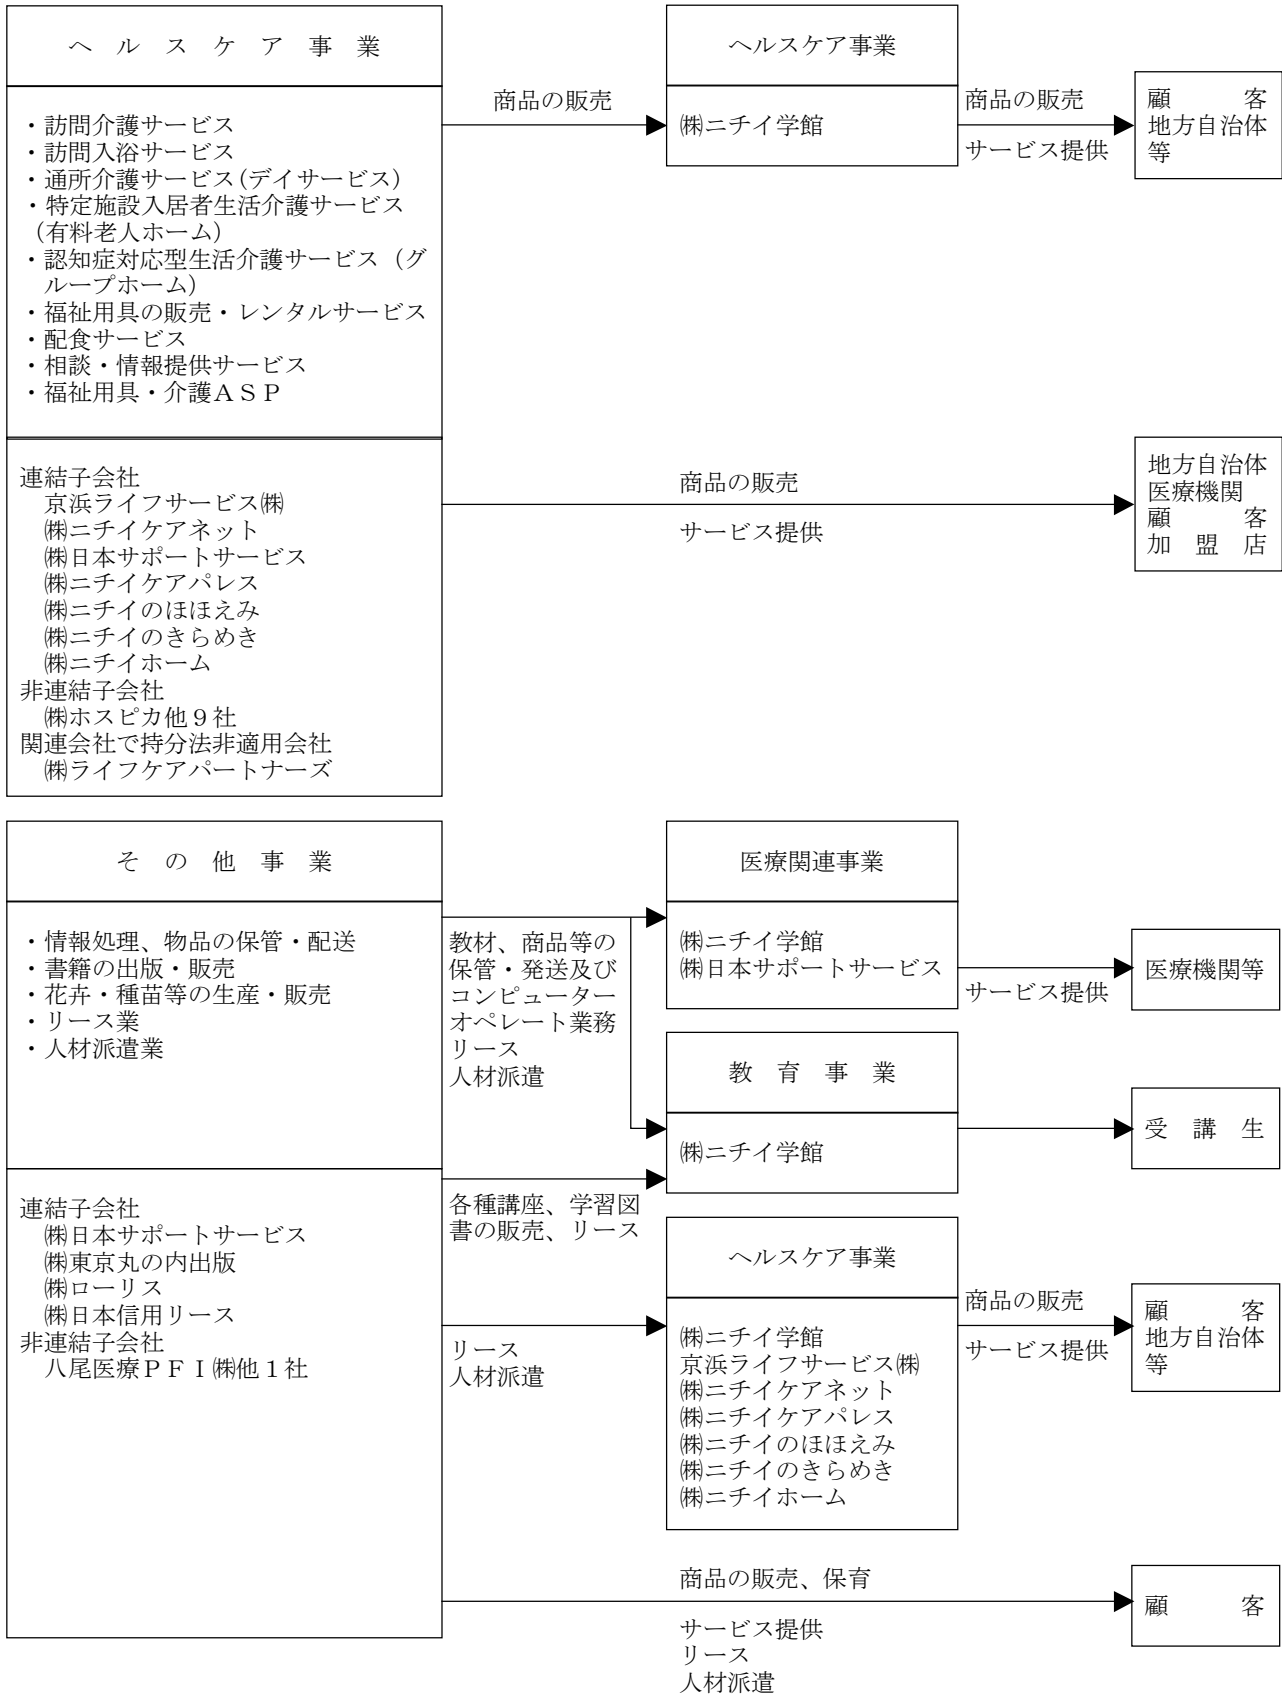 ヘルスケア事業
・訪問介護サービス
・訪問入浴サービス
・通所介護サービス(デイサービス)
・特定施設入居者生活介護サービス
(有料老人ホーム)
・認知症対応型生活介護サービス(グ
ループホーム)
・福祉用具の販売・レンタルサービス
・配食サービス
・相談・情報提供サービス
・福祉用具・介護ASP
商品の販売
ヘルスケア事業
㈱ニチイ学館
商品の販売
サービス提供
顧客
地方自治体
等
連結子会社
京浜ライフサービス㈱
㈱ニチイケアネット
㈱日本サポートサービス
㈱ニチイケアパレス
㈱ニチイのほほえみ
㈱ニチイのきらめき
㈱ニチイホーム
非連結子会社
㈱ホスピカ他9社
関連会社で持分法非適用会社
㈱ライフケアパートナーズ
商品の販売
サービス提供
地方自治体
医療機関
顧客
加盟店
その他事業
・情報処理、物品の保管・配送
・書籍の出版・販売
・花卉・種苗等の生産・販売
・リース業
・人材派遣業
教材、商品等の
保管・発送及び
コンピューター
オペレート業務
リース
人材派遣
医療関連事業
㈱ニチイ学館
㈱日本サポートサービス
サービス提供
医療機関等
教育事業
㈱ニチイ学館
受講生
連結子会社
㈱日本サポートサービス
㈱東京丸の内出版
㈱ローリス
㈱日本信用リース
非連結子会社
八尾医療PFI㈱他1社
各種講座、学習図
書の販売、リース
リース
人材派遣
ヘルスケア事業
㈱ニチイ学館
京浜ライフサービス㈱
㈱ニチイケアネット
㈱ニチイケアパレス
㈱ニチイのほほえみ
㈱ニチイのきらめき
㈱ニチイホーム
商品の販売
サービス提供
顧客
地方自治体
等
商品の販売、保育
サービス提供
リース
人材派遣
顧客